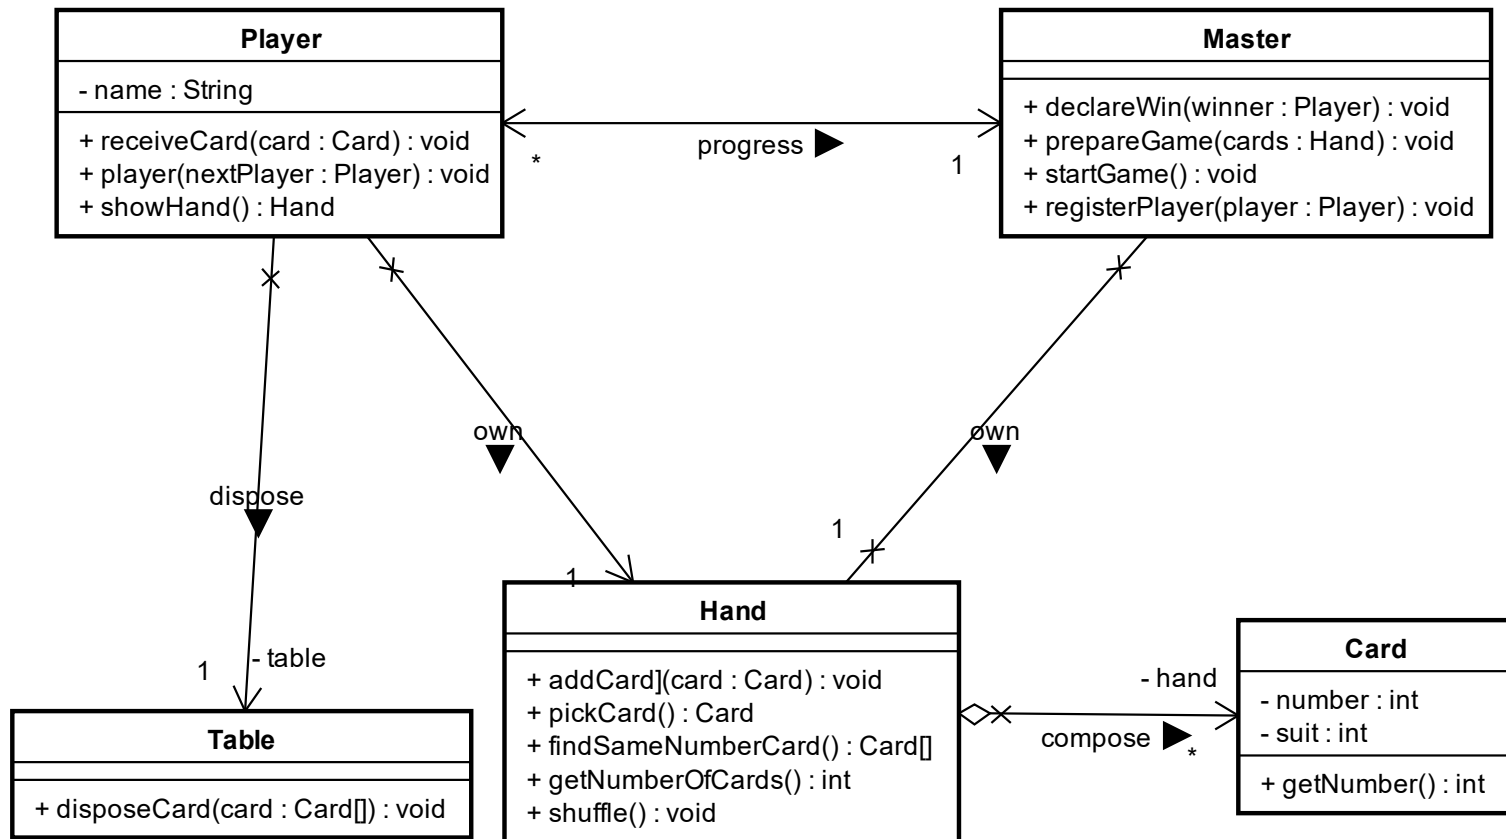 Player
- name : String
+ receiveCard(card : Card) : void
+ player(nextPlayer : Player) : void
+ showHand() : Hand
Master
+ declareWin(winner : Player) : void
+ prepareGame(cards : Hand) : void
+ startGame() : void
+ registerPlayer(player : Player) : void
*
progress
1
own
own
dispose
1
- table
1
1
Table
+ disposeCard(card : Card[]) : void
Hand
+ addCard](card : Card) : void
+ pickCard() : Card
+ findSameNumberCard() : Card[]
+ getNumberOfCards() : int
+ shuffle() : void
- hand
compose
*
Card
- number : int
- suit : int
+ getNumber() : int